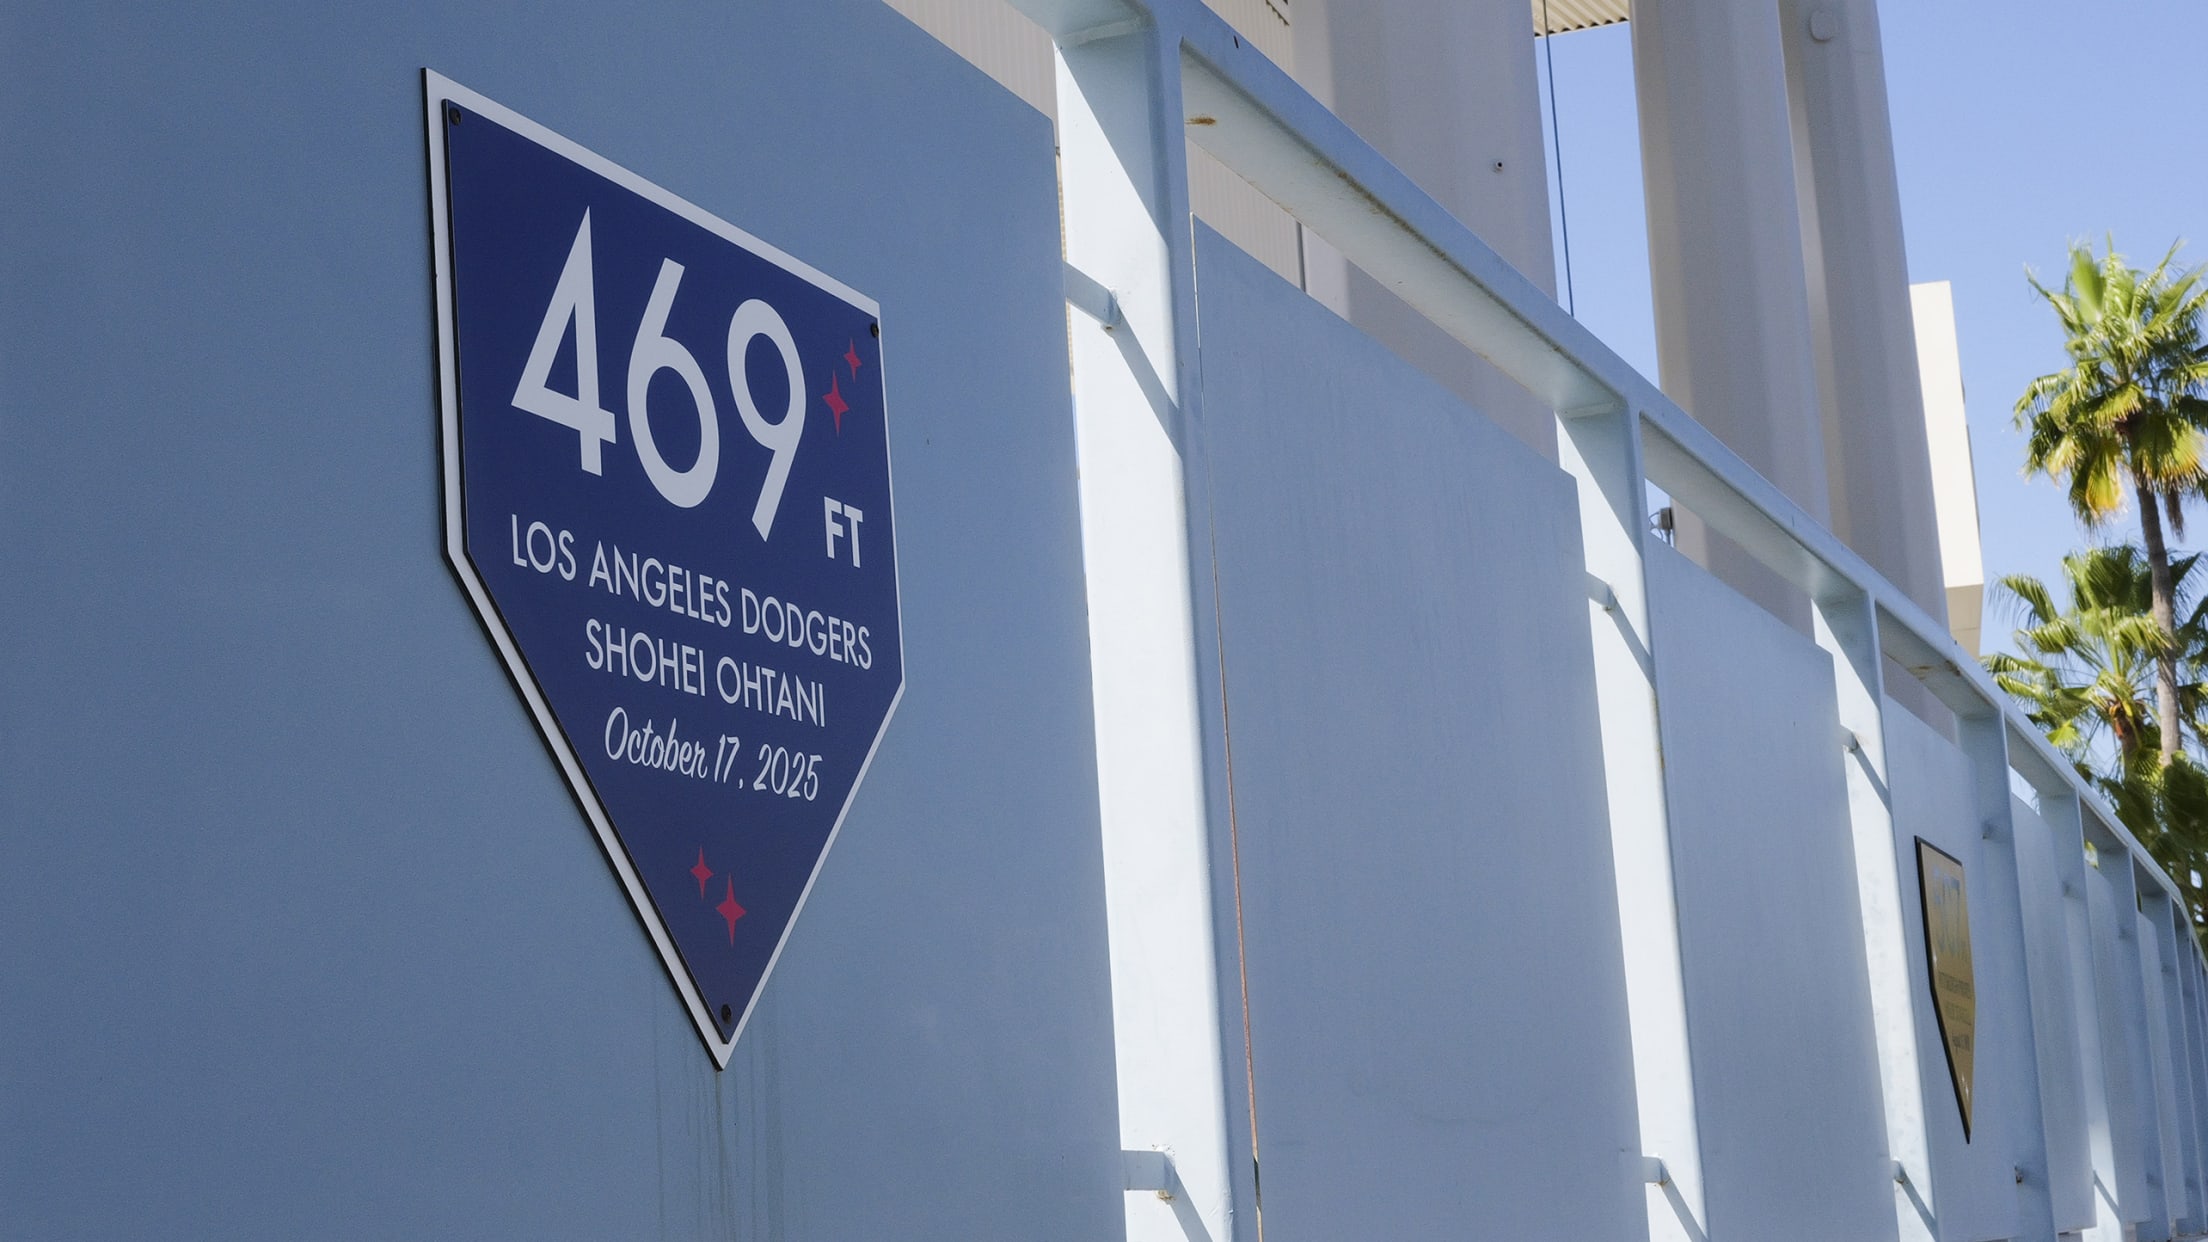 469 FT
LOS ANGELES DODGERS
SHOHEI OHTANI
October 17, 2025